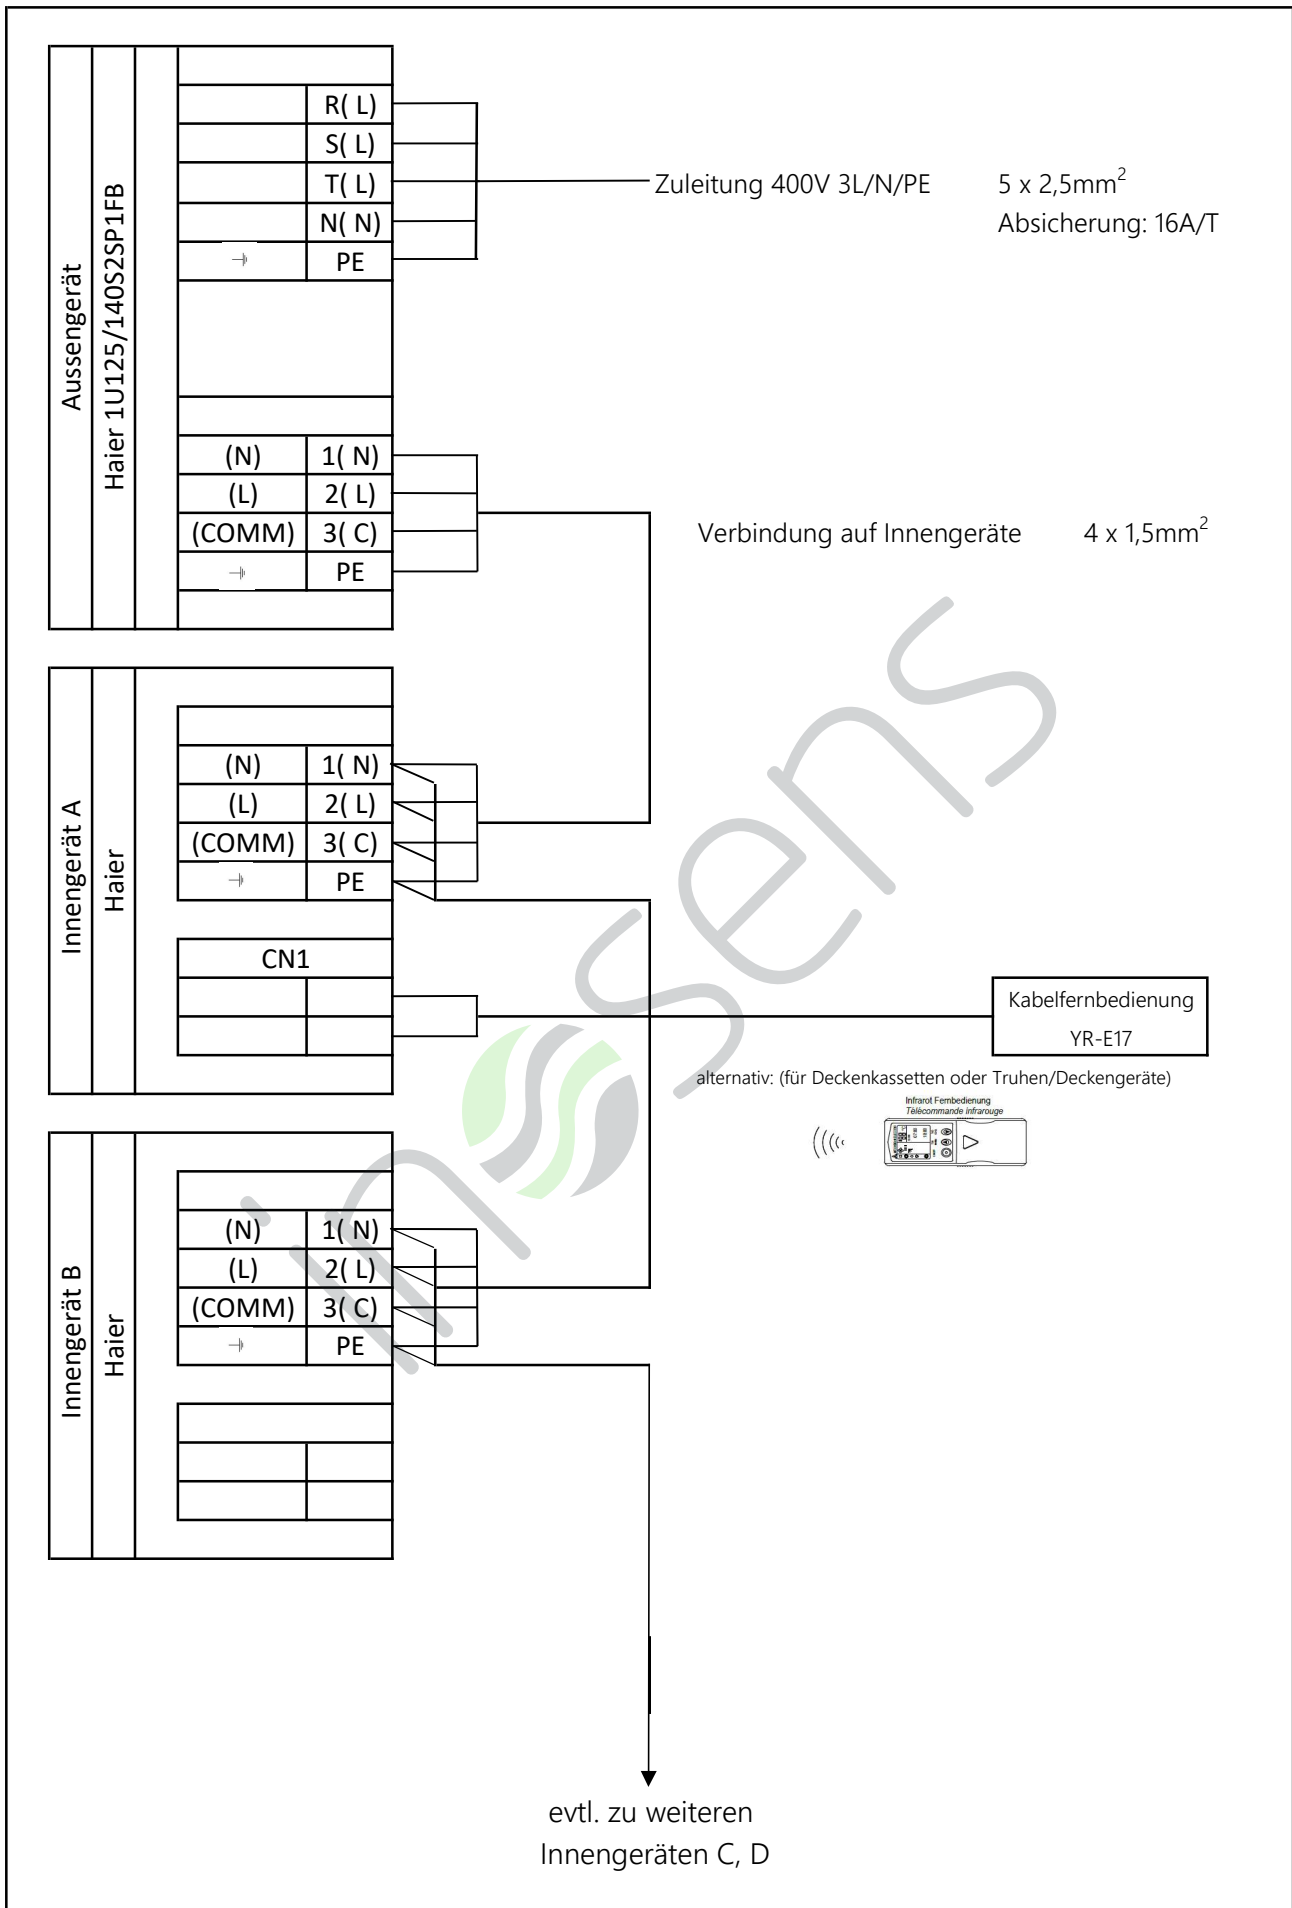 Aussengerät
Haier 1U125/140S2SP1FB
R( L)
S( L)
T( L)
N( N)
PE
Zuleitung 400V 3L/N/PE 5 x 2,5mm²
Absicherung: 16A/T
(N) 1( N)
(L) 2( L)
(COMM) 3( C)
PE
Verbindung auf Innengeräte 4 x 1,5mm²
Innengerät A
Haier
(N) 1( N)
(L) 2( L)
(COMM) 3( C)
PE
CN1
Kabelfernbedienung
YR-E17
alternativ: (für Deckenkassetten oder Truhen/Deckengeräte)
Infrarot Fernbedienung
Télécommande infrarouge
Innengerät B
Haier
(N) 1( N)
(L) 2( L)
(COMM) 3( C)
PE
evtl. zu weiteren
Innengeräten C, D
inosens